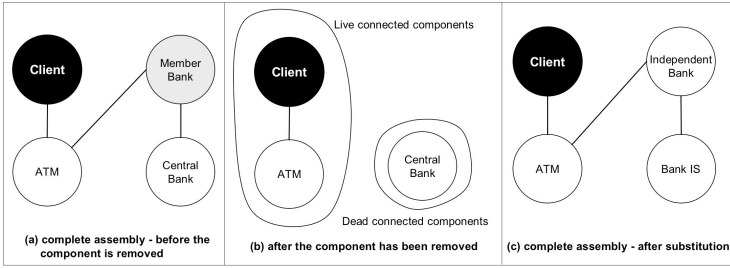 Client
Member
Bank
ATM
Central
Bank
(a) complete assembly - before the
component is removed
Live connected components
Client
ATM
Central
Bank
Dead connected components
(b) after the component has been removed
Client
Independent
Bank
ATM
Bank IS
(c) complete assembly - after substitution